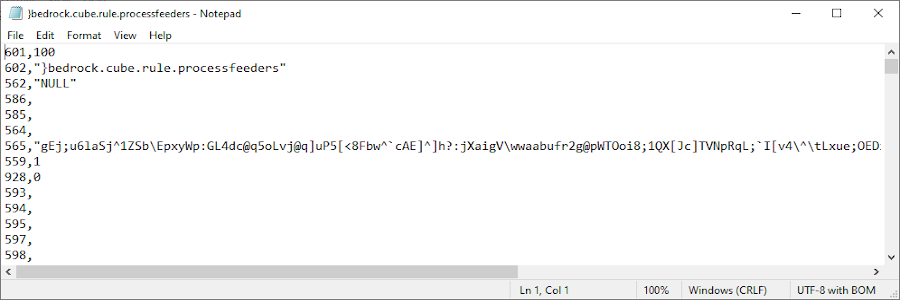 }bedrock.cube.rule.processfeeders - Notepad
File Edit Format View Help
601,100
602,"}bedrock.cube.rule.processfeeders"
562,"NULL"
586,
585,
564,
565,"gEj;u6laSj^1ZSb\EpxyWp:GL4dc@q5oLvj@q]uP5[<8Fbw^`cAE]^]h?:jXaigV\wwaabufr2g@pWTOoi8;1QX[Jc]TVNpRqL;`I[v4\^\tLxue;OED:
559,1
928,0
593,
594,
595,
597,
598,
Ln 1, Col 1 100% Windows (CRLF) UTF-8 with BOM